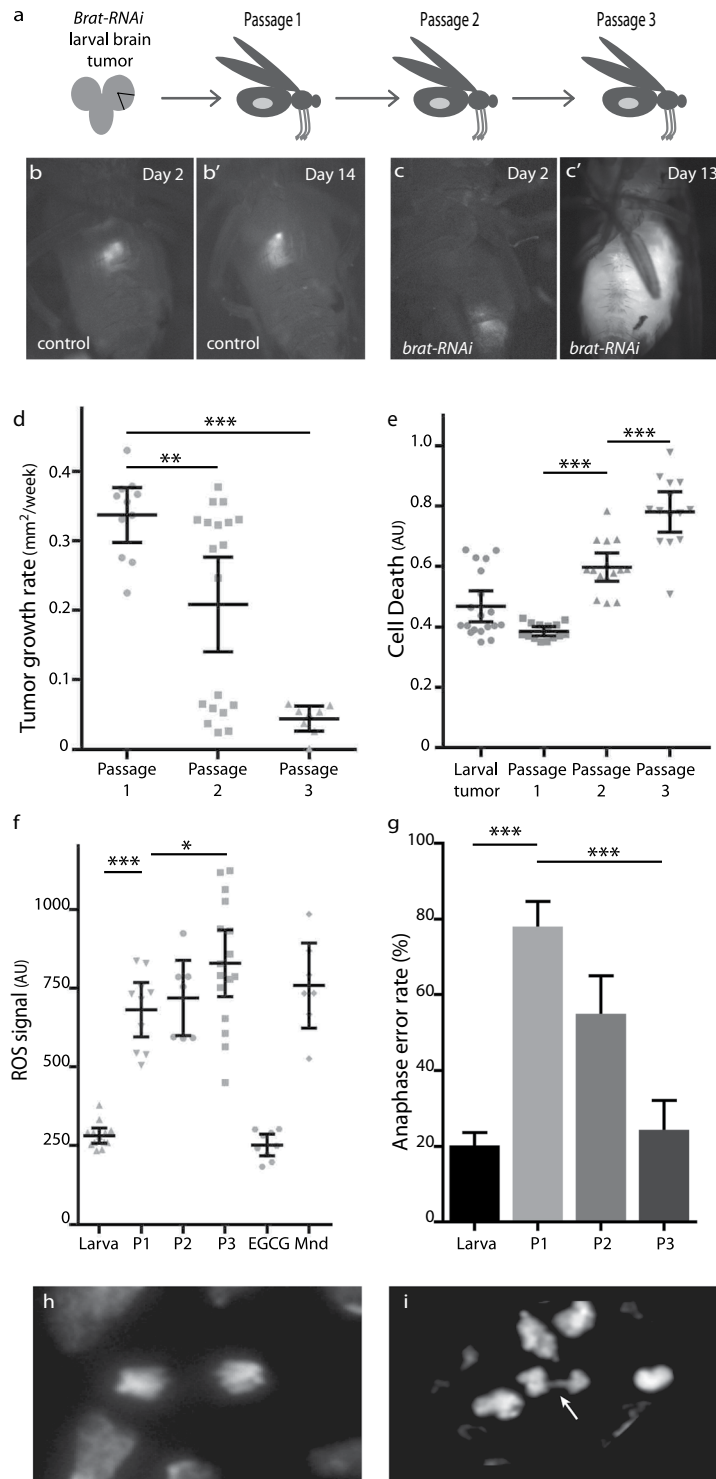 a
Brat-RNAi
larval brain
tumor
Passage 1
Passage 2
Passage 3
b
Day 2
b'
Day 14
c
Day 2
c'
Day 13
control
control
brat-RNAi
brat-RNAi
d
***
**
Tumor growth rate (mm²/week)
0.4
0.3
0.2
0.1
0
Passage
1
Passage
2
Passage
3
e
***
***
Cell Death (AU)
1.0
0.8
0.6
0.4
0.2
0
Larval
tumor
Passage
1
Passage
2
Passage
3
f
***
*
ROS signal (AU)
1000
750
500
250
0
Larva
P1
P2
P3
EGCG
Mnd
g
***
***
Anaphase error rate (%)
100
80
60
40
20
0
Larva
P1
P2
P3
h
i